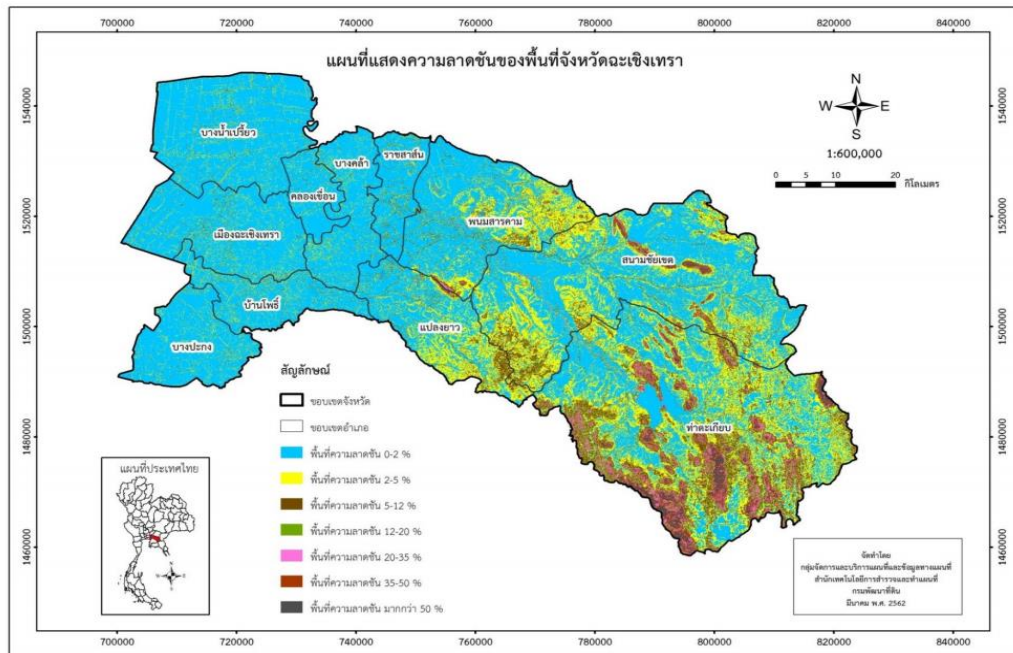 700000 720000 740000 760000 780000 800000 820000 840000
แผนที่แสดงความลาดชันของพื้นที่จังหวัดฉะเชิงเทรา
1540000
1540000
N
W E
S
1:600,000
0 5 10 20
กิโลเมตร
บางน้ำเปรี้ยว
บางคล้า
ราชสาส์น
คลองเขื่อน
1520000
1520000
พนมสารคาม
เมืองฉะเชิงเทรา
สนามชัยเขต
บ้านโพธิ์
แปลงยาว
1500000
1500000
บางปะกง
ท่าตะเกียบ
1480000
1480000
1460000
1460000
สัญลักษณ์
ขอบเขตจังหวัด
ขอบเขตอำเภอ
พื้นที่ความลาดชัน 0-2 %
พื้นที่ความลาดชัน 2-5 %
พื้นที่ความลาดชัน 5-12 %
พื้นที่ความลาดชัน 12-20 %
พื้นที่ความลาดชัน 20-35 %
พื้นที่ความลาดชัน 35-50 %
พื้นที่ความลาดชัน มากกว่า 50 %
แผนที่ประเทศไทย
จัดทำโดย
กลุ่มจัดการและบริการแผนที่และข้อมูลทางแผนที่
สำนักเทคโนโลยีการสำรวจและทำแผนที่
กรมพัฒนาที่ดิน
มีนาคม พ.ศ. 2562
700000 720000 740000 760000 780000 800000 820000 840000